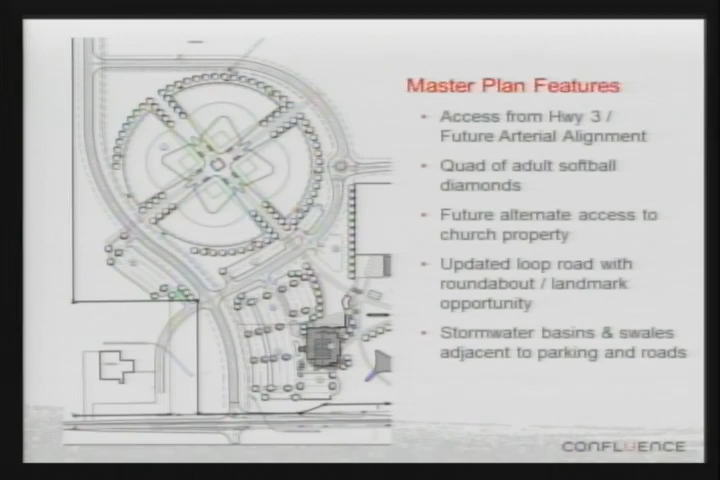 Master Plan Features
- Access from Hwy 3 /
Future Arterial Alignment
- Quad of adult softball
diamonds
- Future alternate access to
church property
- Updated loop road with
roundabout / landmark
opportunity
- Stormwater basins & swales
adjacent to parking and roads
CONFLUENCE